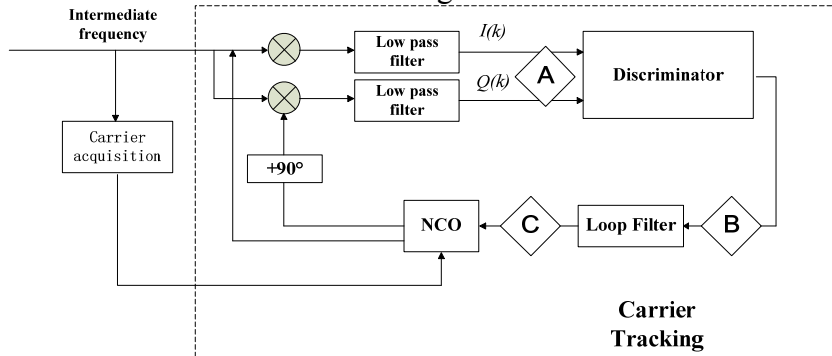 Intermediate
frequency
Low pass
filter
I(k)
A
Discriminator
Low pass
filter
Q(k)
Carrier
acquisition
+90°
NCO
C
Loop Filter
B
Carrier
Tracking